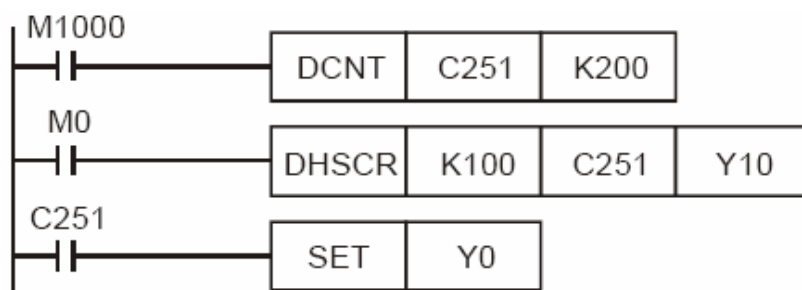 M1000
DCNT C251 K200
M0
DHSCR K100 C251 Y10
C251
SET Y0